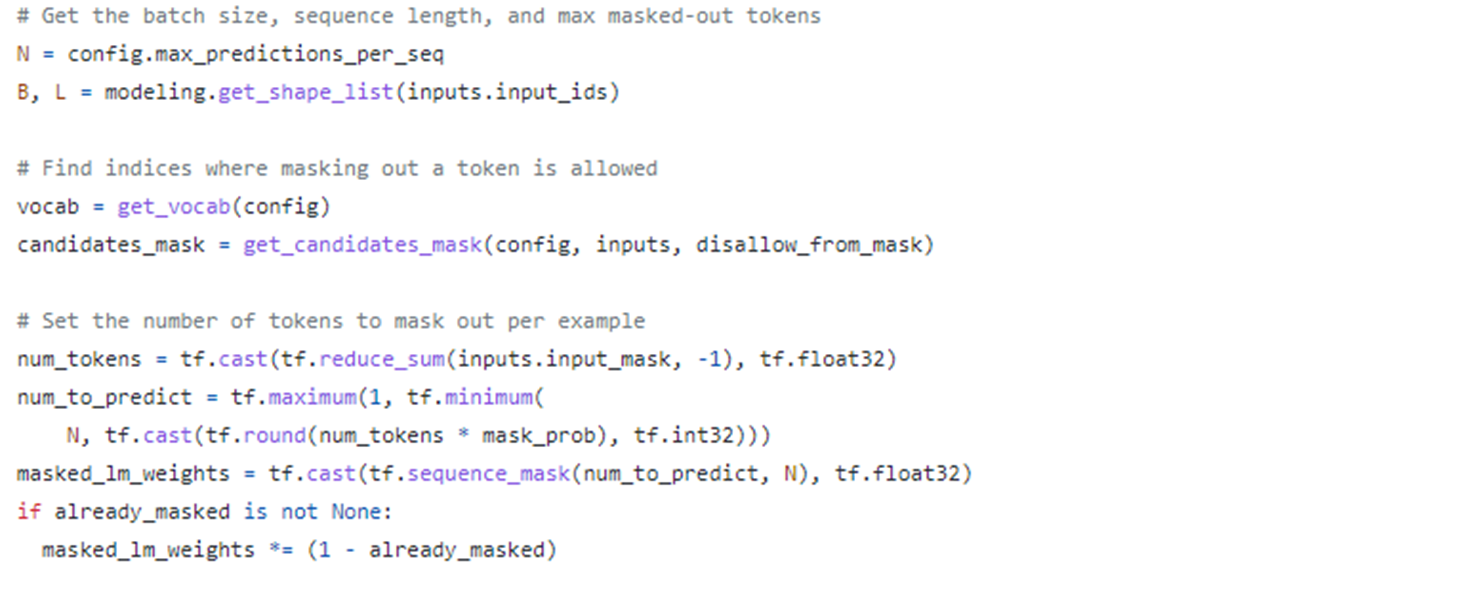 # Get the batch size, sequence length, and max masked-out tokens
N = config.max_predictions_per_seq
B, L = modeling.get_shape_list(inputs.input_ids)
# Find indices where masking out a token is allowed
vocab = get_vocab(config)
candidates_mask = get_candidates_mask(config, inputs, disallow_from_mask)
# Set the number of tokens to mask out per example
num_tokens = tf.cast(tf.reduce_sum(inputs.input_mask, -1), tf.float32)
num_to_predict = tf.maximum(1, tf.minimum(
    N, tf.cast(tf.round(num_tokens * mask_prob), tf.int32)))
masked_lm_weights = tf.cast(tf.sequence_mask(num_to_predict, N), tf.float32)
if already_masked is not None:
  masked_lm_weights *= (1 - already_masked)